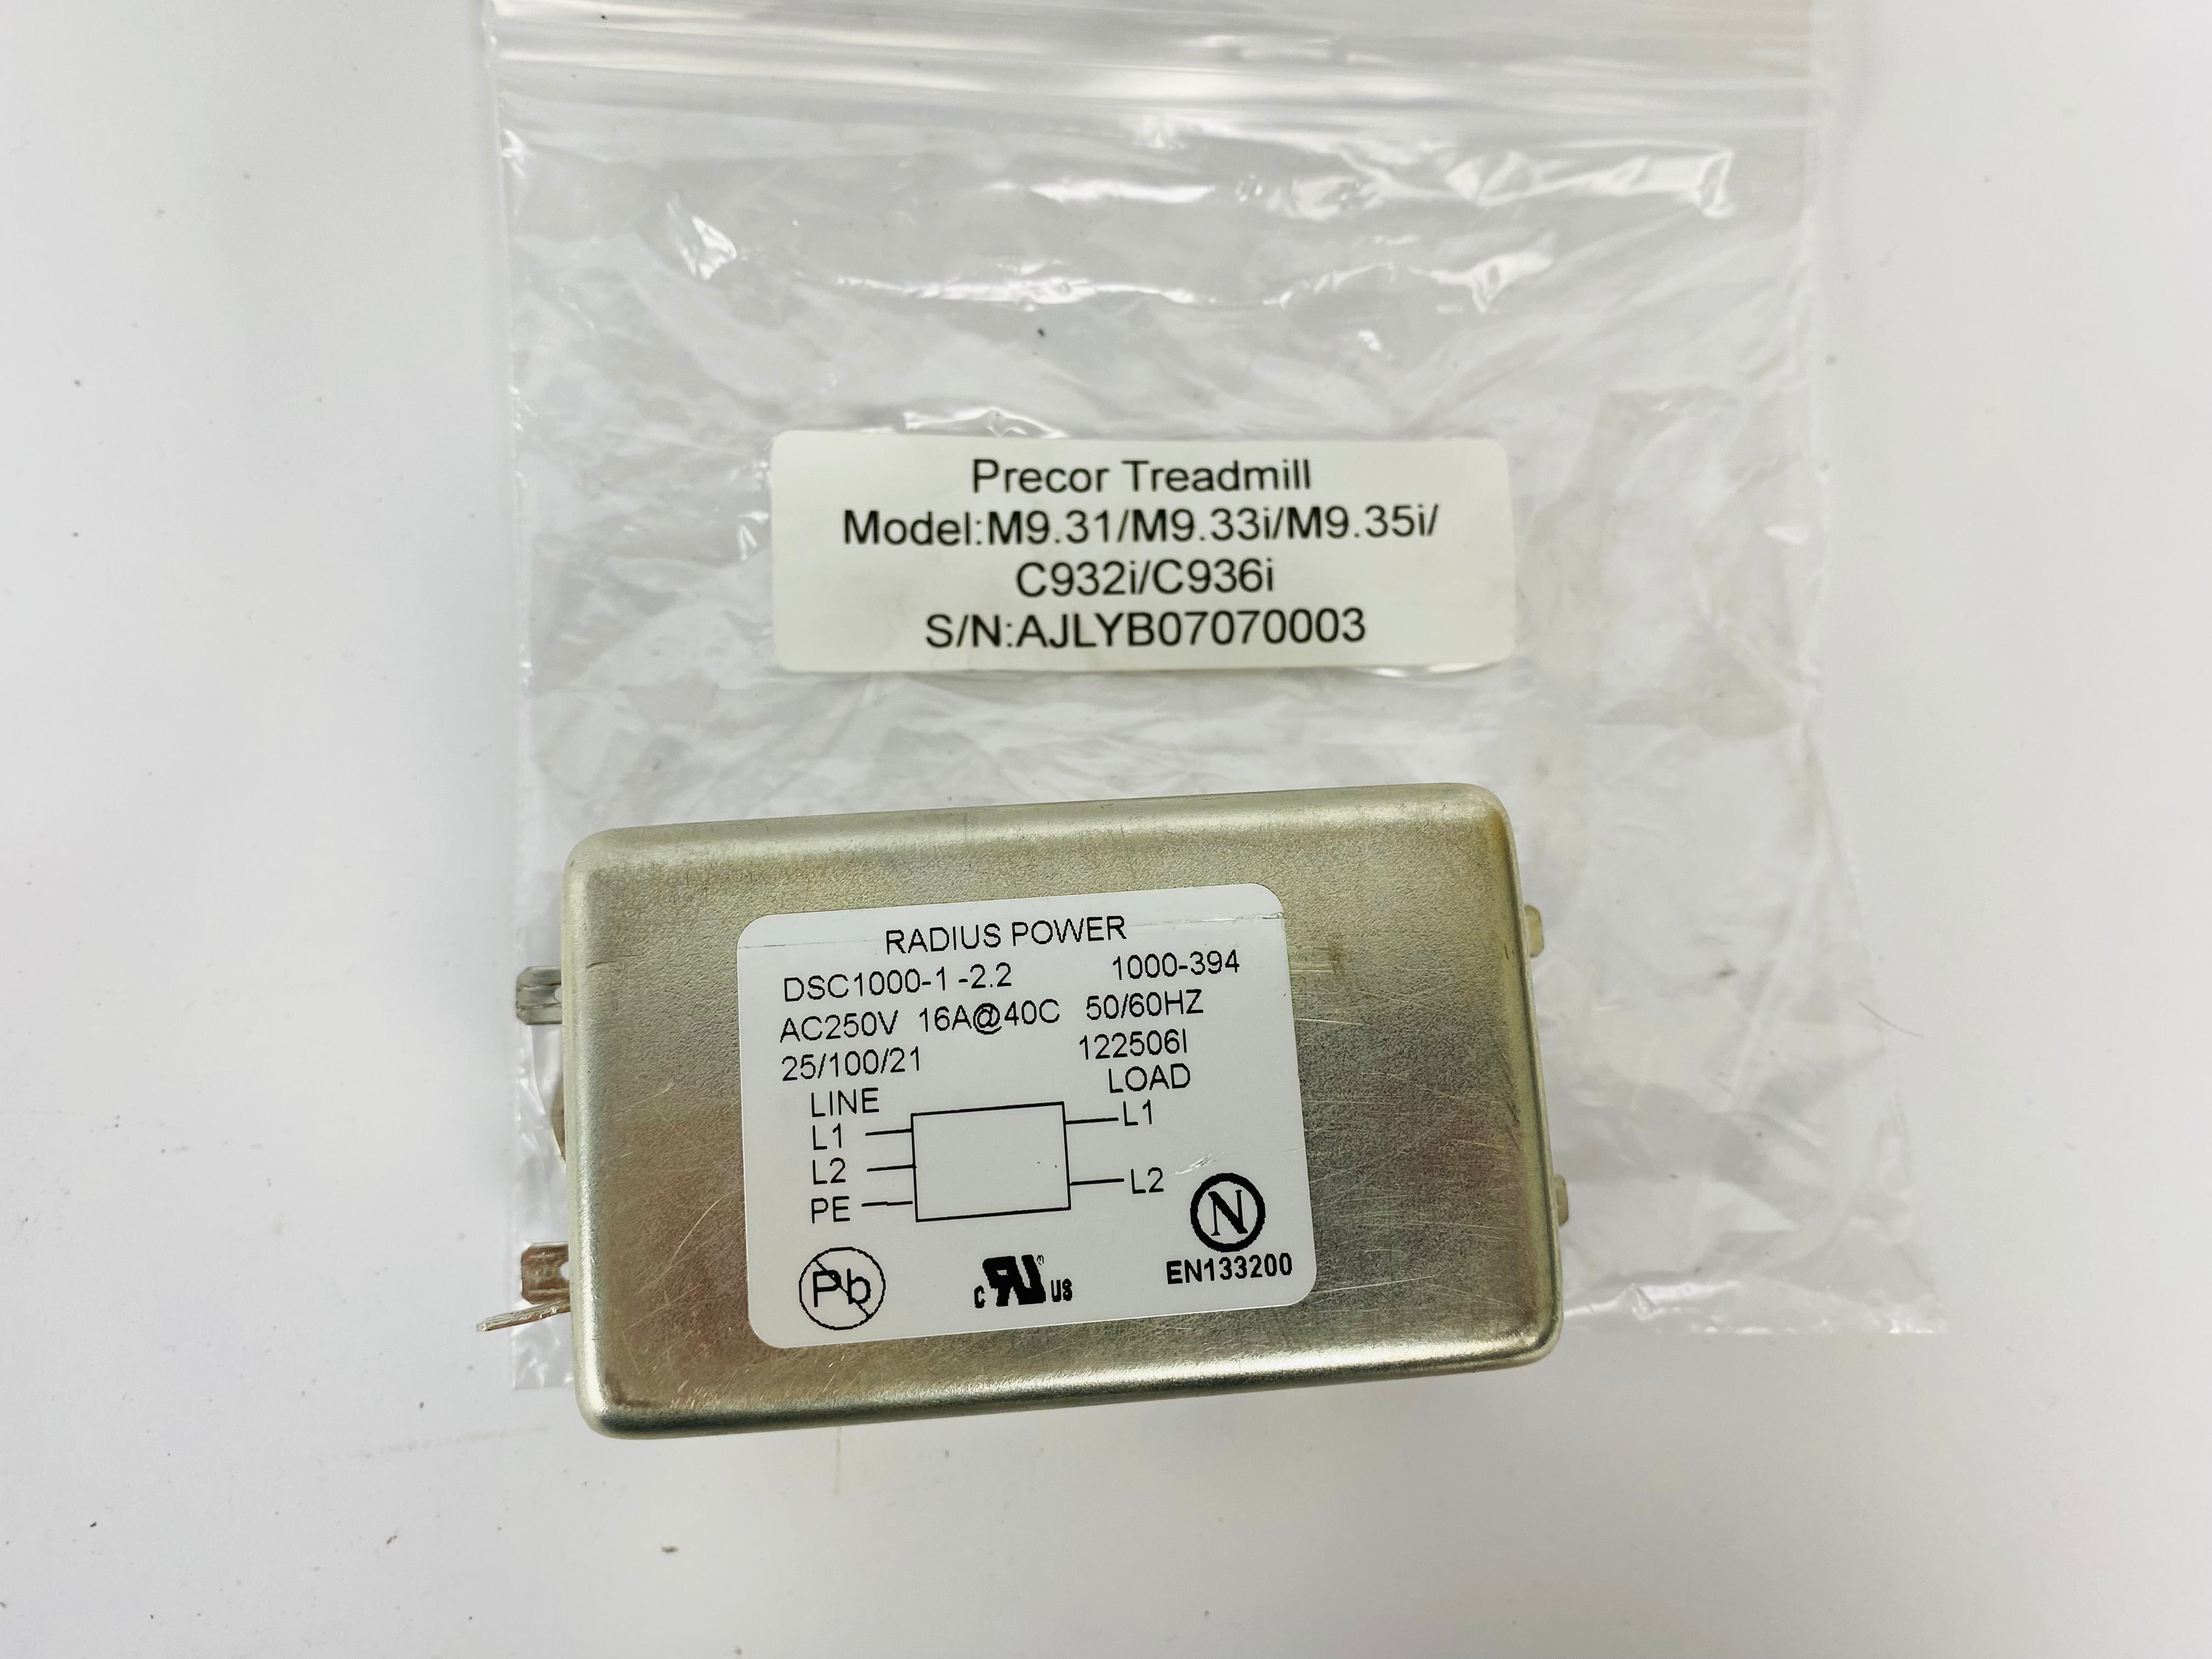 Precor Treadmill
Model:M9.31/M9.33i/M9.35i/
C932i/C936i
S/N:AJLYB07070003
RADIUS POWER
DSC1000-1 -2.2 1000-394
AC250V 16A@40C 50/60HZ
25/100/21 122506I
LINE LOAD
L1 L1
L2 L2
PE
Pb
c RU ® US
N
EN133200